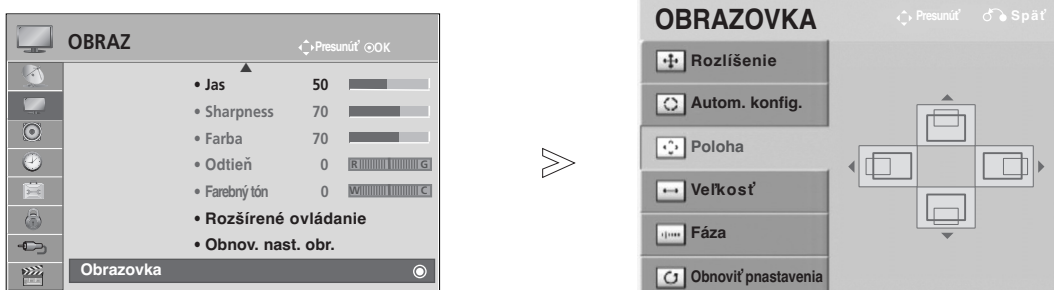 OBRAZ
Presunúť OK
• Jas 50
• Sharpness 70
• Farba 70
• Odtieň 0 R G
• Farebný tón 0 W C
• Rozšírené ovládanie
• Obnov. nast. obr.
Obrazovka
OBRAZOVKA
Presunúť Späť
Rozlíšenie
Autom. konfig.
Poloha
Veľkosť
Fáza
Obnoviť pnastavenia